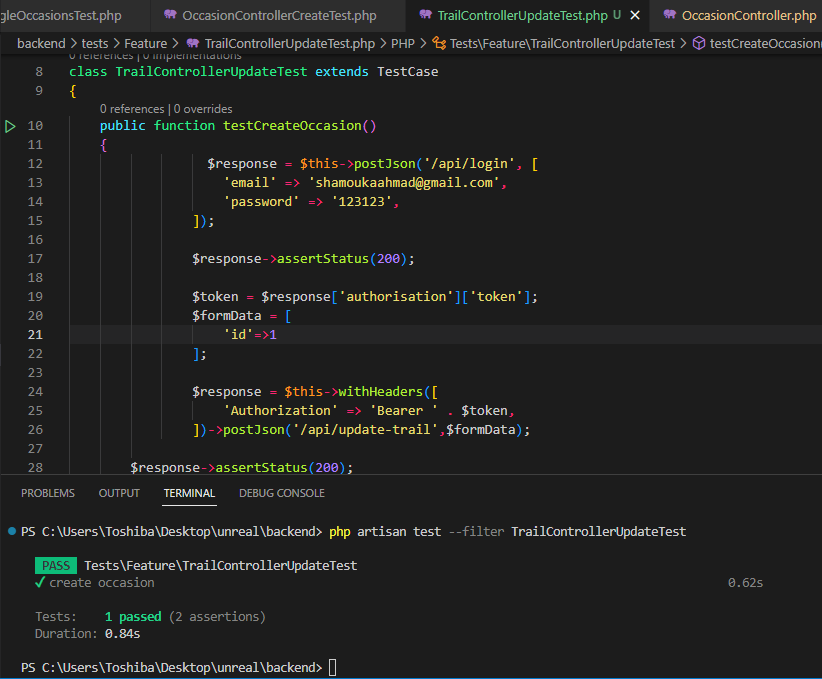 gleOccasionsTest.php OccasionControllerCreateTest.php TrailControllerUpdateTest.php U × OccasionController.php
backend > tests > Feature > TrailControllerUpdateTest.php > PHP > Tests\Feature\TrailControllerUpdateTest > testCreateOccasion
0 references | 0 implementations
8 class TrailControllerUpdateTest extends TestCase
9 {
0 references | 0 overrides
10 public function testCreateOccasion()
11 {
12 $response = $this->postJson('/api/login', [
13 'email' => 'shamoukaahmad@gmail.com',
14 'password' => '123123',
15 ]);
16
17 $response->assertStatus(200);
18
19 $token = $response['authorisation']['token'];
20 $formData = [
21 'id'=>1
22 ];
23
24 $response = $this->withHeaders([
25 'Authorization' => 'Bearer ' . $token,
26 ])->postJson('/api/update-trail',$formData);
27
28 $response->assertStatus(200);
PROBLEMS OUTPUT TERMINAL DEBUG CONSOLE
PS C:\Users\Toshiba\Desktop\unreal\backend> php artisan test --filter TrailControllerUpdateTest
PASS Tests\Feature\TrailControllerUpdateTest
✓ create occasion 0.62s
Tests: 1 passed (2 assertions)
Duration: 0.84s
PS C:\Users\Toshiba\Desktop\unreal\backend>